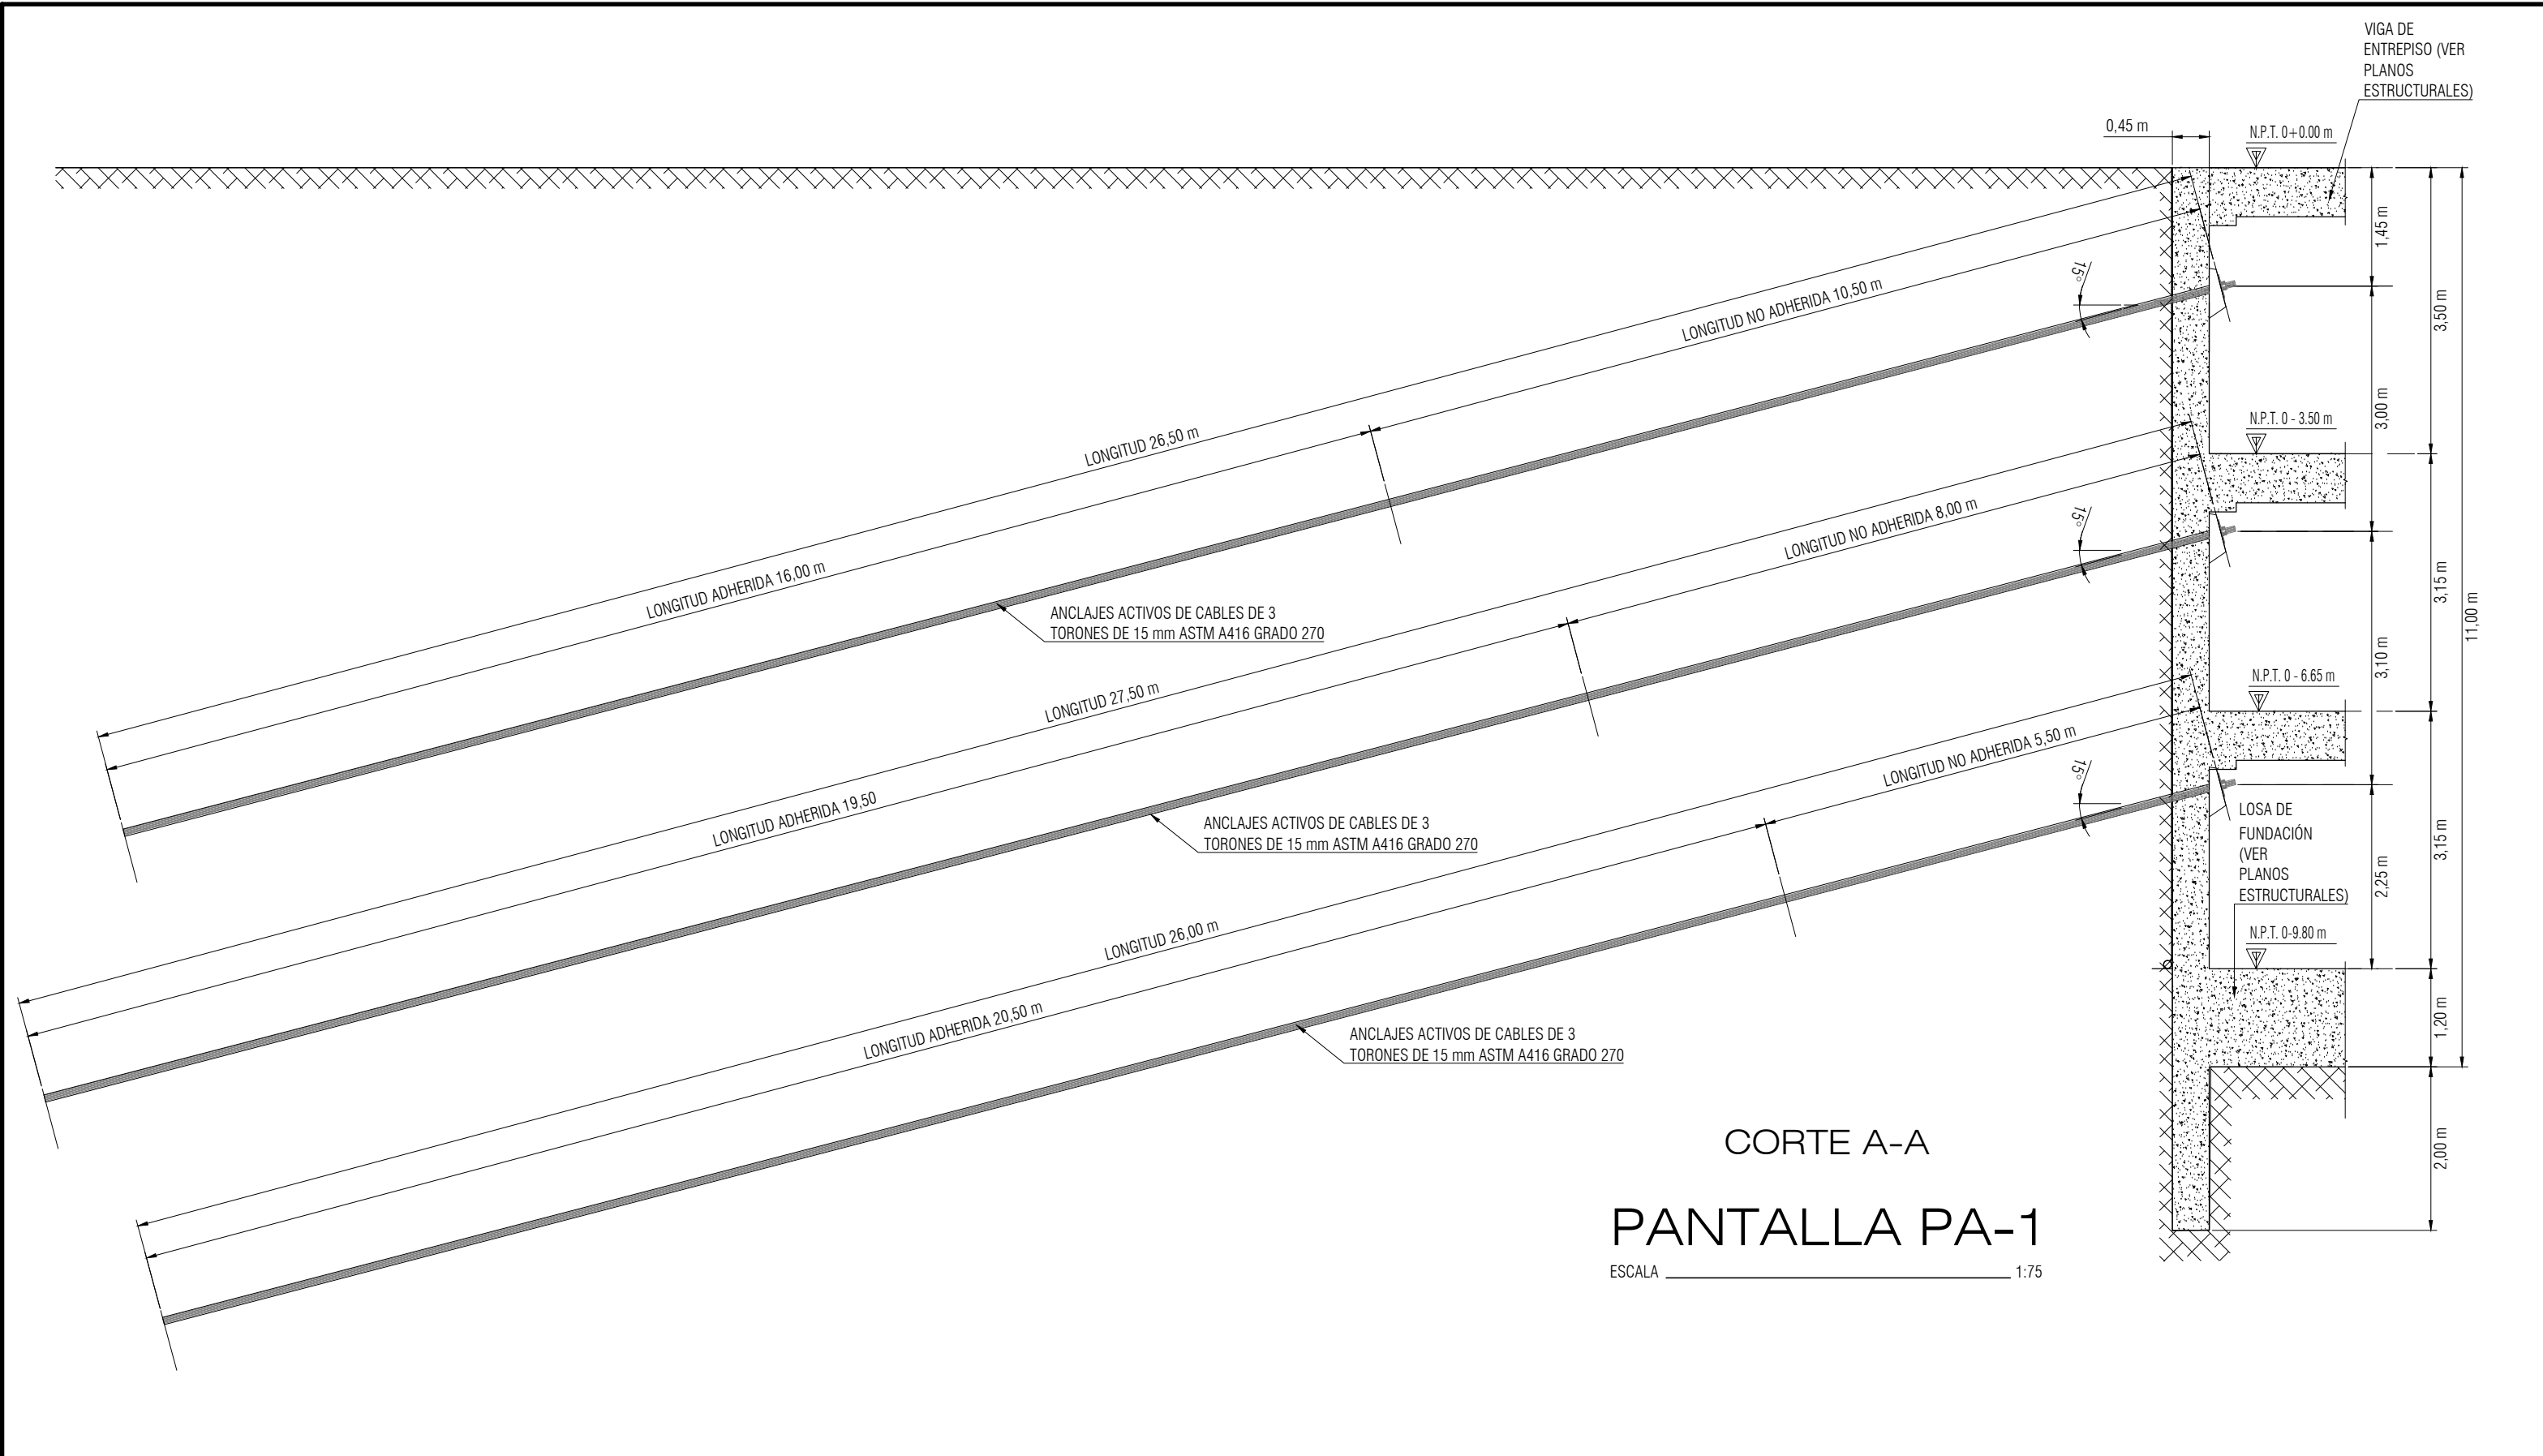 VIGA DE
ENTREPISO (VER
PLANOS
ESTRUCTURALES)
0,45 m
N.P.T. 0+0.00 m
1,45 m
3,50 m
15°
LONGITUD NO ADHERIDA 10,50 m
LONGITUD 26,50 m
LONGITUD ADHERIDA 16,00 m
ANCLAJES ACTIVOS DE CABLES DE 3
TORONES DE 15 mm ASTM A416 GRADO 270
3,00 m
N.P.T. 0 - 3.50 m
15°
LONGITUD NO ADHERIDA 8,00 m
LONGITUD 27,50 m
LONGITUD ADHERIDA 19,50
ANCLAJES ACTIVOS DE CABLES DE 3
TORONES DE 15 mm ASTM A416 GRADO 270
3,15 m
11,00 m
3,10 m
N.P.T. 0 - 6.65 m
15°
LONGITUD NO ADHERIDA 5,50 m
LONGITUD 26,00 m
LONGITUD ADHERIDA 20,50 m
ANCLAJES ACTIVOS DE CABLES DE 3
TORONES DE 15 mm ASTM A416 GRADO 270
LOSA DE
FUNDACIÓN
(VER
PLANOS
ESTRUCTURALES)
2,25 m
3,15 m
N.P.T. 0-9.80 m
1,20 m
2,00 m
CORTE A-A
PANTALLA PA-1
ESCALA 1:75